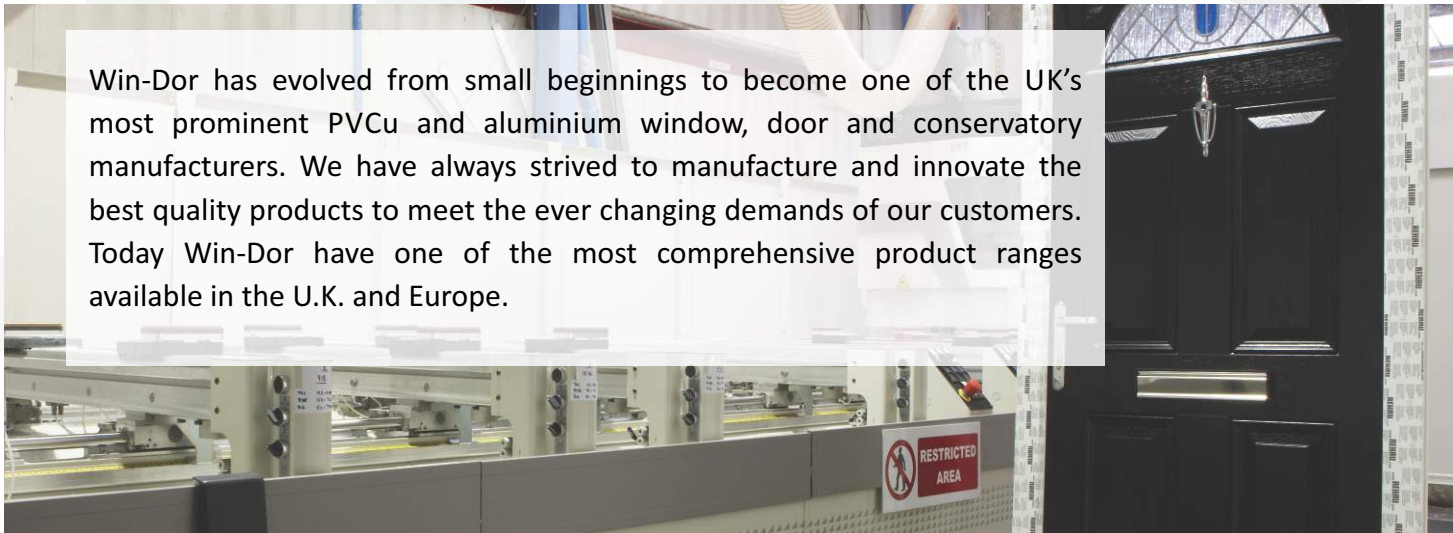 Win-Dor has evolved from small beginnings to become one of the UK’s
most prominent PVCu and aluminium window, door and conservatory
manufacturers. We have always strived to manufacture and innovate the
best quality products to meet the ever changing demands of our customers.
Today Win-Dor have one of the most comprehensive product ranges
available in the U.K. and Europe.
RESTRICTED
AREA
REHAU